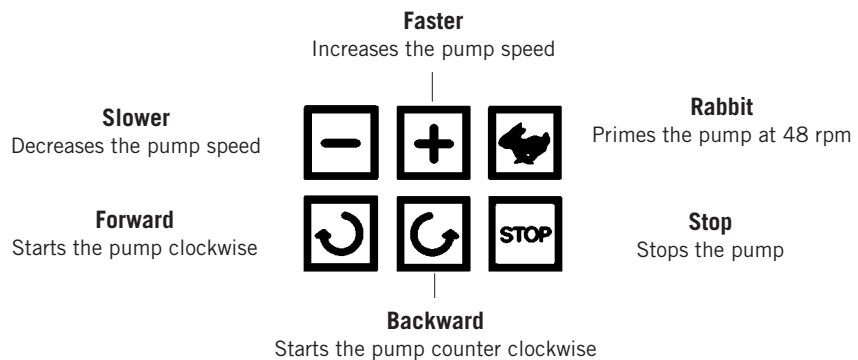 Faster
Increases the pump speed
Slower
Decreases the pump speed
Rabbit
Primes the pump at 48 rpm
Forward
Starts the pump clockwise
STOP
Stop
Stops the pump
Backward
Starts the pump counter clockwise